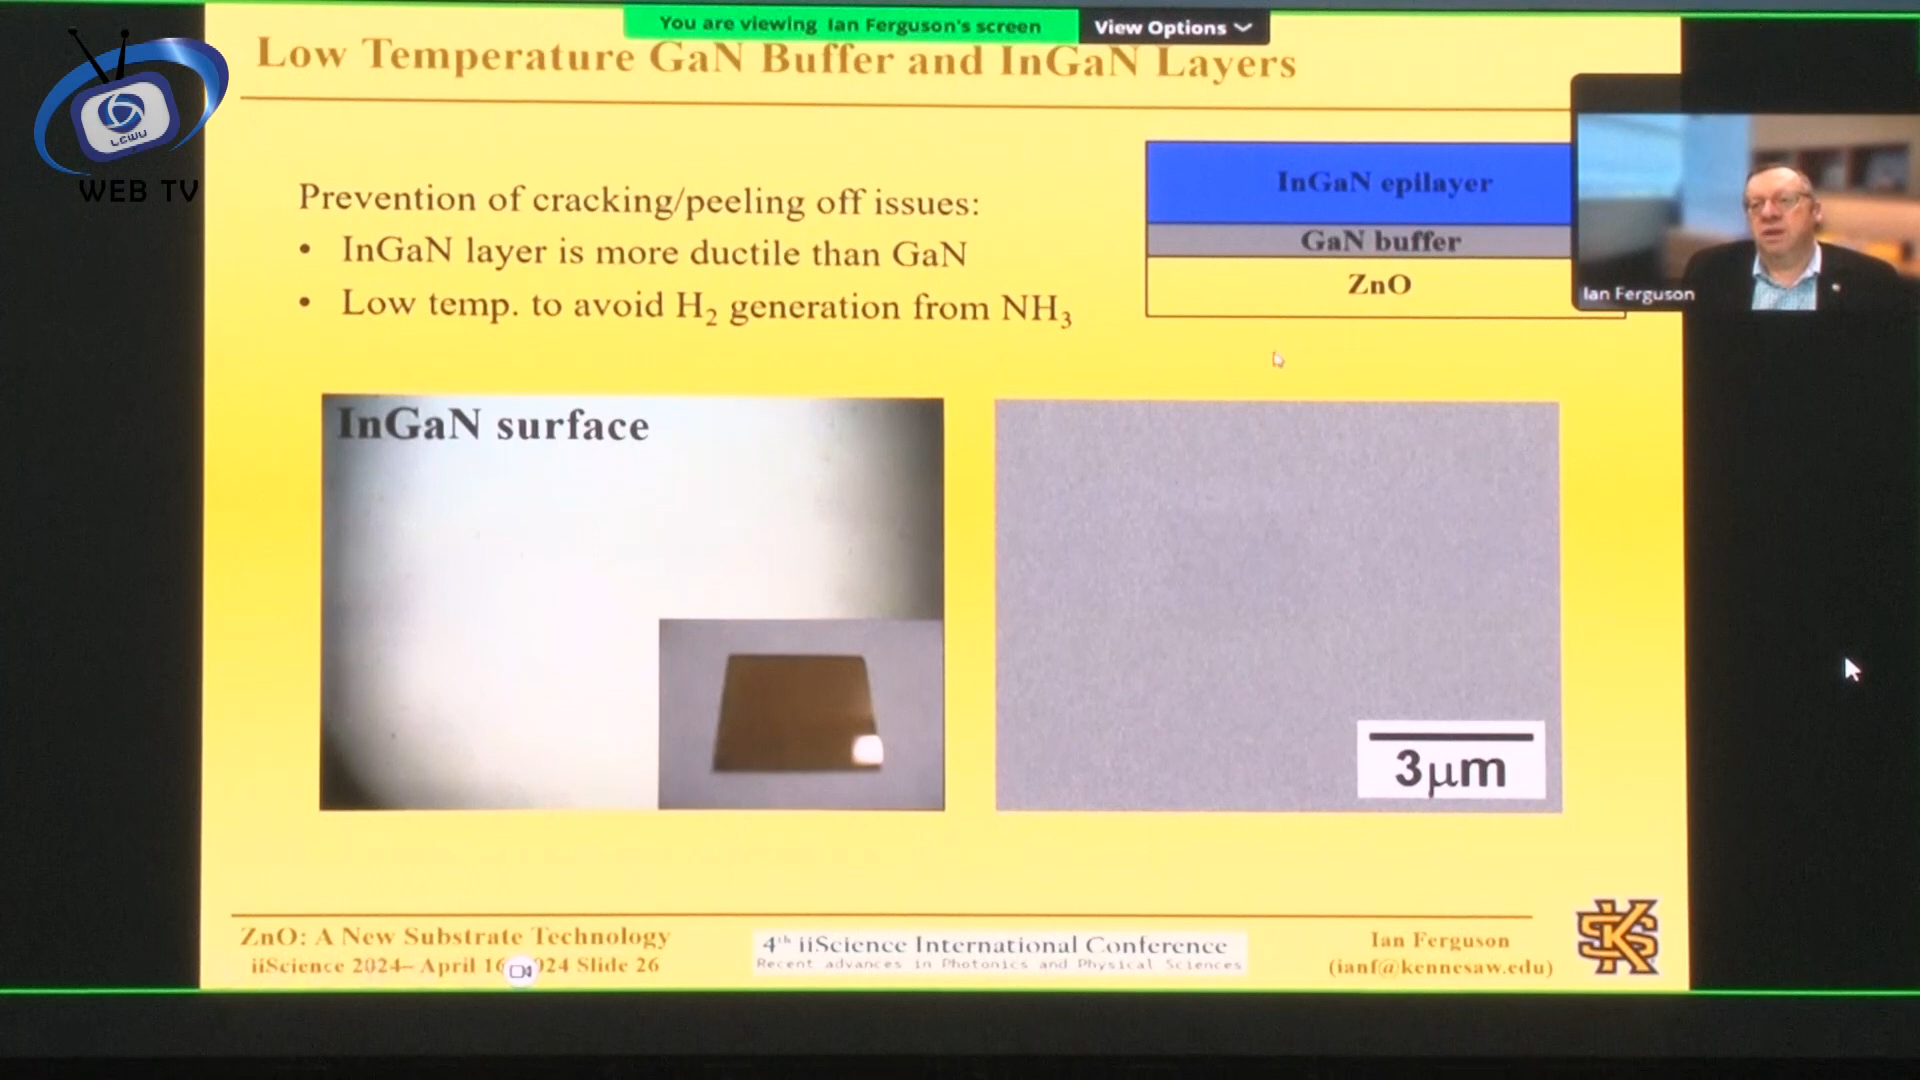 You are viewing Ian Ferguson's screen
View Options
Low Temperature GaN Buffer and InGaN Layers
LCWU
WEB TV
Prevention of cracking/peeling off issues:
• InGaN layer is more ductile than GaN
• Low temp. to avoid H₂ generation from NH₃
InGaN epilayer
GaN buffer
ZnO
Ian Ferguson
InGaN surface
3μm
ZnO: A New Substrate Technology
iiScience 2024– April 16 024 Slide 26
4th iiScience International Conference
Recent advances in Photonics and Physical Sciences
Ian Ferguson
(ianf@kennesaw.edu)
KS